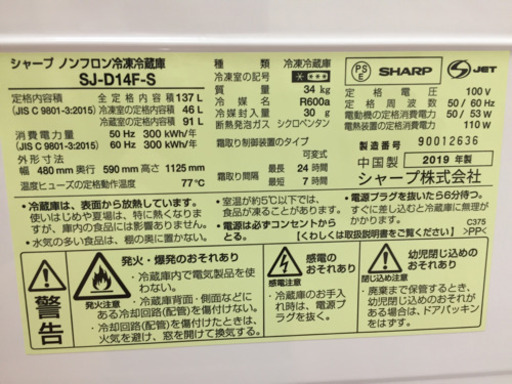 シャープ ノンフロン冷凍冷蔵庫
SJ-D14F-S
定格内容積 全定格内容積 137 L
(JIS C 9801-3:2015) 冷凍室の定格内容積 46 L
冷蔵室の定格内容積 91 L
消費電力量 50 Hz 300 kWh/年
(JIS C 9801-3:2015) 60 Hz 300 kWh/年
外形寸法
幅 480 mm 奥行 590 mm 高さ 1125 mm
温度ヒューズの定格動作温度 77℃
種類 冷凍冷蔵庫
冷凍室の記号
質量 34 kg
冷媒 R600a
冷媒封入量 30 g
断熱発泡ガス シクロペンタン
霜取り制御装置のタイプ
可変式
霜取り間隔 最長 24 時間
最短 7 時間
PS
E
SHARP
S JET
定格電圧 100 V
定格周波数 50 / 60 Hz
電動機の定格消費電力 50 / 53 W
電熱装置の定格消費電力 110 W
製造番号 90012636
中国製 2019 年
シャープ株式会社
・冷蔵庫は、表面から放熱しています。
使いはじめや夏場は、特に熱く感じられますが、庫内の食品には影響ありません。
・水気の多い食品は、棚の奥に置かない。
・室温が約5℃以下では、食品が凍ることがあります。
・電源は必ずコンセントから、とる。
・電源プラグを抜いたら6分待つ。
すぐに差し込むと故障の原因になります。
【くわしくは取扱説明書をご覧ください】
C375
>PP<
警告
発火・爆発のおそれあり
発火注意
・冷蔵庫内で電気製品を使わない。
・冷蔵庫背面・側面などにある冷却回路(配管)を傷付けない。
・冷却回路(配管)を傷付けたときは、火気を避け、窓を開けて換気する。
感電のおそれあり
感電注意
・冷蔵庫のお手入れ時は、電源プラグを抜く。
幼児閉じ込めのおそれあり
閉じ込め注意
・廃棄まで保管するときは、幼児が閉じ込められるおそれがあるため、ドアパッキンをはずす。